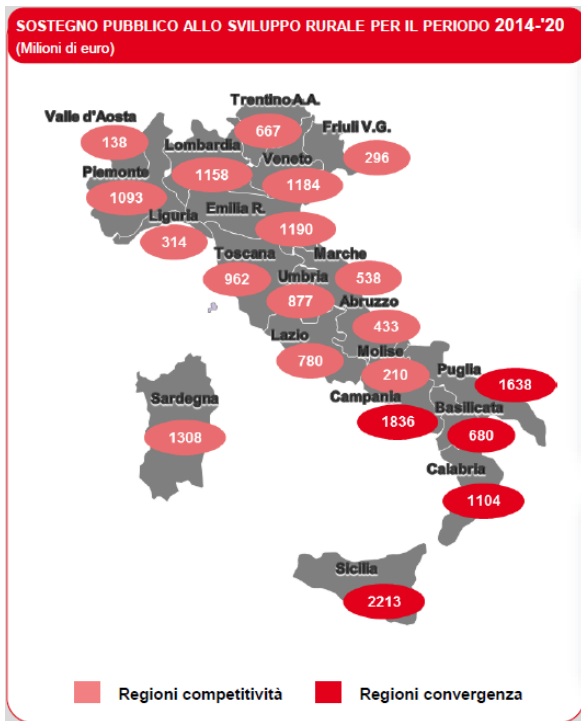 SOSTEGNO PUBBLICO ALLO SVILUPPO RURALE PER IL PERIODO 2014-'20
(Milioni di euro)
Trentino A.A.
667
Valle d'Aosta
138
Friuli V.G.
296
Lombardia
1158
Veneto
1184
Piemonte
1093
Emilia R.
1190
Liguria
314
Toscana
962
Marche
538
Umbria
877
Abruzzo
433
Lazio
780
Molise
210
Puglia
1638
Campania
1836
Basilicata
680
Sardegna
1308
Calabria
1104
Sicilia
2213
Regioni competitività
Regioni convergenza